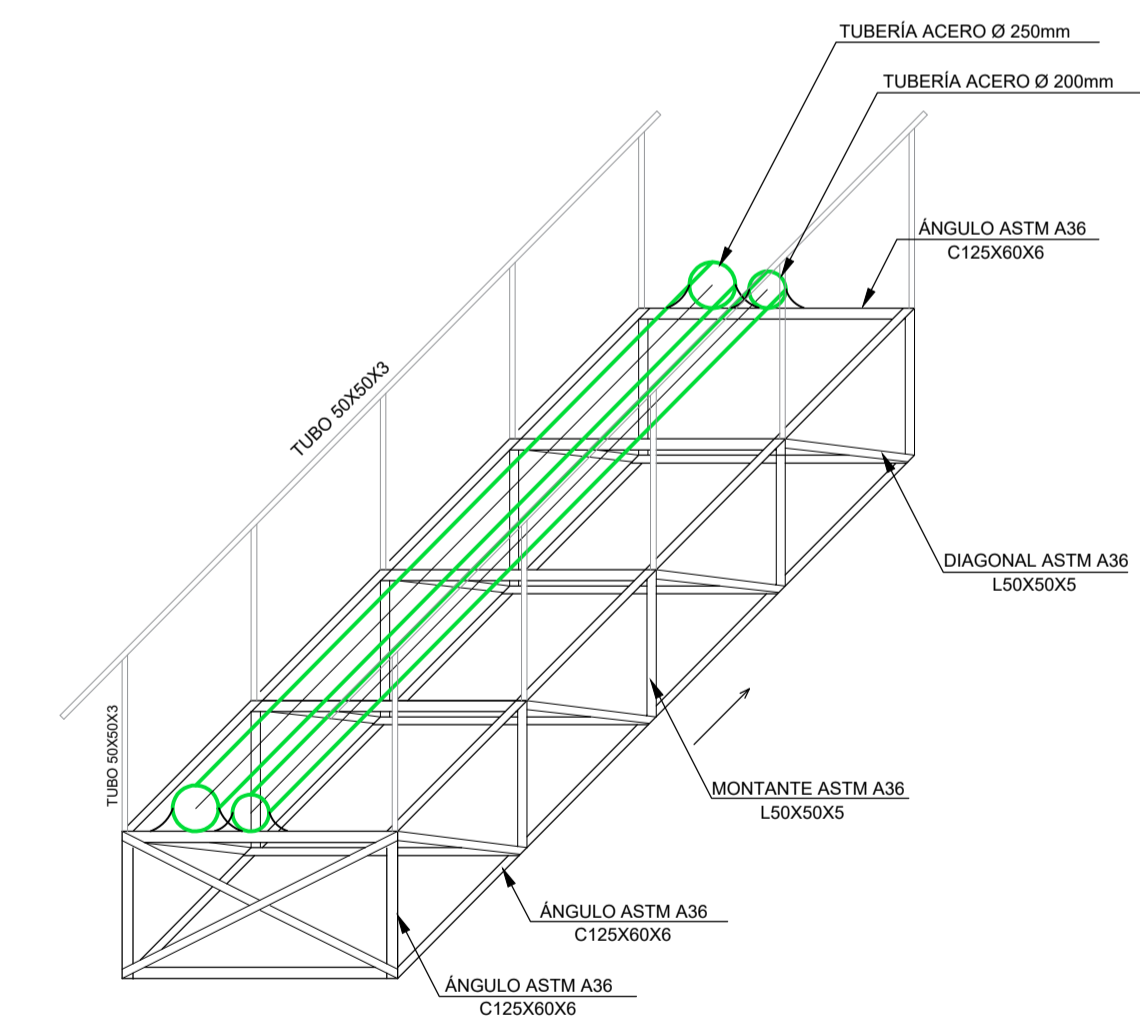 TUBERÍA ACERO Ø 250mm
TUBERÍA ACERO Ø 200mm
ÁNGULO ASTM A36
C125X60X6
TUBO 50X50X3
DIAGONAL ASTM A36
L50X50X5
TUBO 50X50X3
MONTANTE ASTM A36
L50X50X5
ÁNGULO ASTM A36
C125X60X6
ÁNGULO ASTM A36
C125X60X6